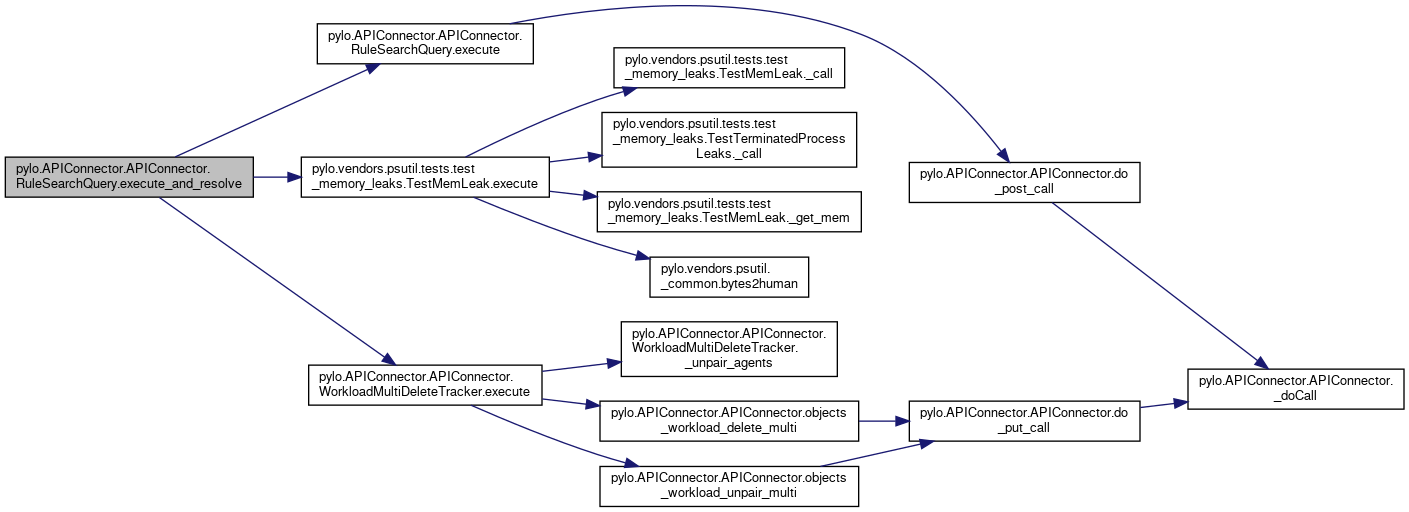 pylo.APIConnector.APIConnector.
RuleSearchQuery.execute_and_resolve
pylo.APIConnector.APIConnector.
RuleSearchQuery.execute
pylo.vendors.psutil.tests.test
_memory_leaks.TestMemLeak.execute
pylo.APIConnector.APIConnector.
WorkloadMultiDeleteTracker.execute
pylo.vendors.psutil.tests.test
_memory_leaks.TestMemLeak._call
pylo.vendors.psutil.tests.test
_memory_leaks.TestTerminatedProcess
Leaks._call
pylo.vendors.psutil.tests.test
_memory_leaks.TestMemLeak._get_mem
pylo.vendors.psutil.
_common.bytes2human
pylo.APIConnector.APIConnector.
WorkloadMultiDeleteTracker.
_unpair_agents
pylo.APIConnector.APIConnector.objects
_workload_delete_multi
pylo.APIConnector.APIConnector.objects
_workload_unpair_multi
pylo.APIConnector.APIConnector.do
_post_call
pylo.APIConnector.APIConnector.do
_put_call
pylo.APIConnector.APIConnector.
_doCall